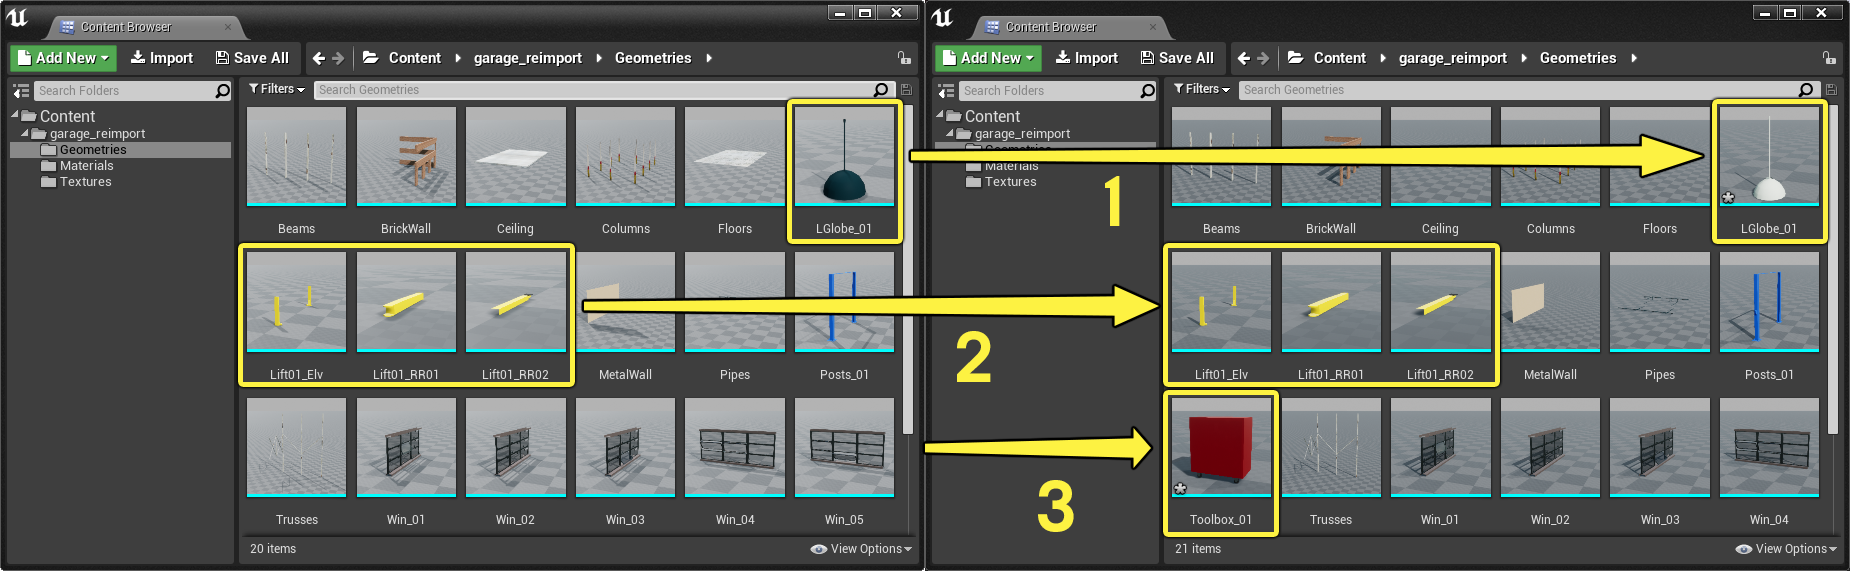 Content Browser
Add New Import Save All Content garage_reimport Geometries
Search Folders
Filters Search Geometries
Content
garage_reimport
Geometries
Materials
Textures
Beams BrickWall Ceiling Columns Floors LGlobe_01
Lift01_Elv Lift01_RR01 Lift01_RR02 MetalWall Pipes Posts_01
Trusses Win_01 Win_02 Win_03 Win_04 Win_05
20 items View Options
Content Browser
Add New Import Save All Content garage_reimport Geometries
Search Folders
Filters Search Geometries
Content
garage_reimport
Geometries
Materials
Textures
Beams BrickWall Ceiling Columns Floors LGlobe_01
Lift01_Elv Lift01_RR01 Lift01_RR02 MetalWall Pipes Posts_01
Toolbox_01 Trusses Win_01 Win_02 Win_03 Win_04
21 items View Options
1
2
3